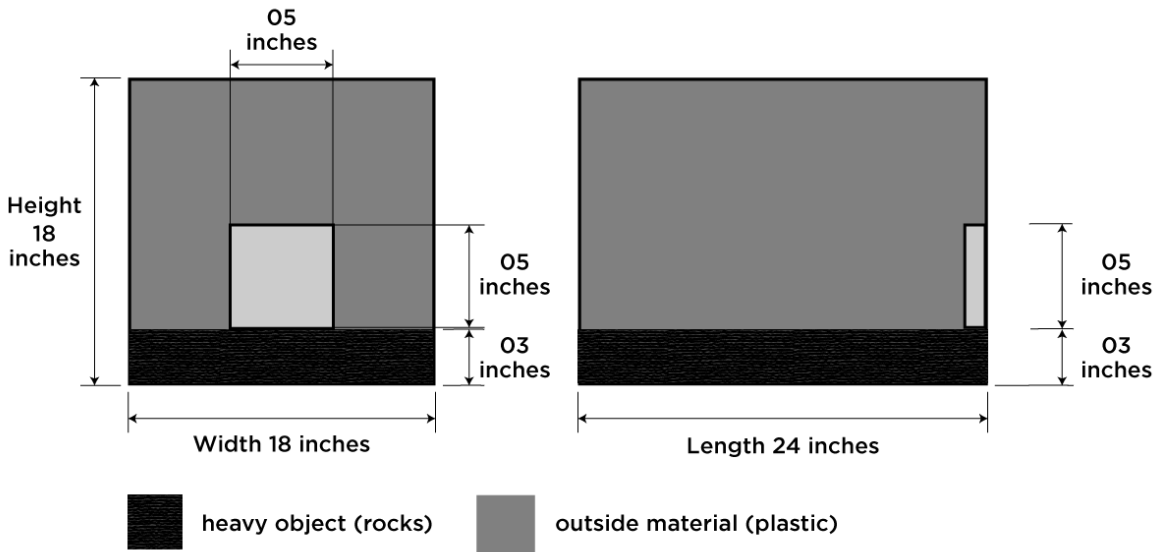 05
inches
Height
18
inches
05
inches
03
inches
Width 18 inches
05
inches
03
inches
Length 24 inches
heavy object (rocks)
outside material (plastic)